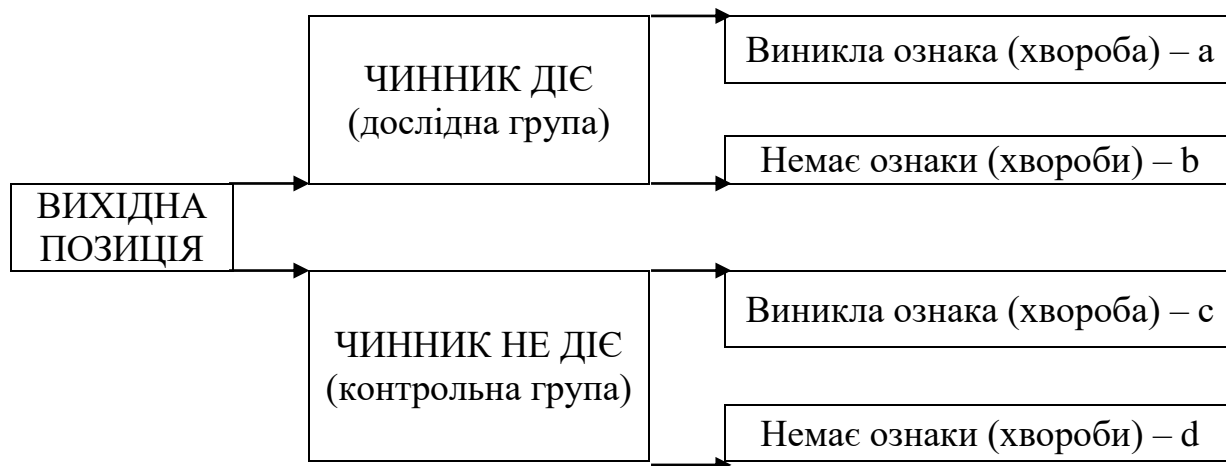 ЧИННИК ДІЄ
(дослідна група)
Виникла ознака (хвороба) – a
Немає ознаки (хвороби) – b
ВИХІДНА
ПОЗИЦІЯ
ЧИННИК НЕ ДІЄ
(контрольна група)
Виникла ознака (хвороба) – c
Немає ознаки (хвороби) – d